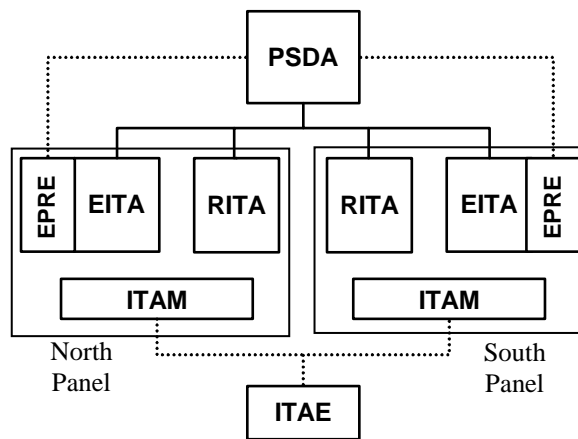 PSDA
EPRE
EITA
RITA
RITA
EITA
EPRE
ITAM
ITAM
North
Panel
South
Panel
ITAE